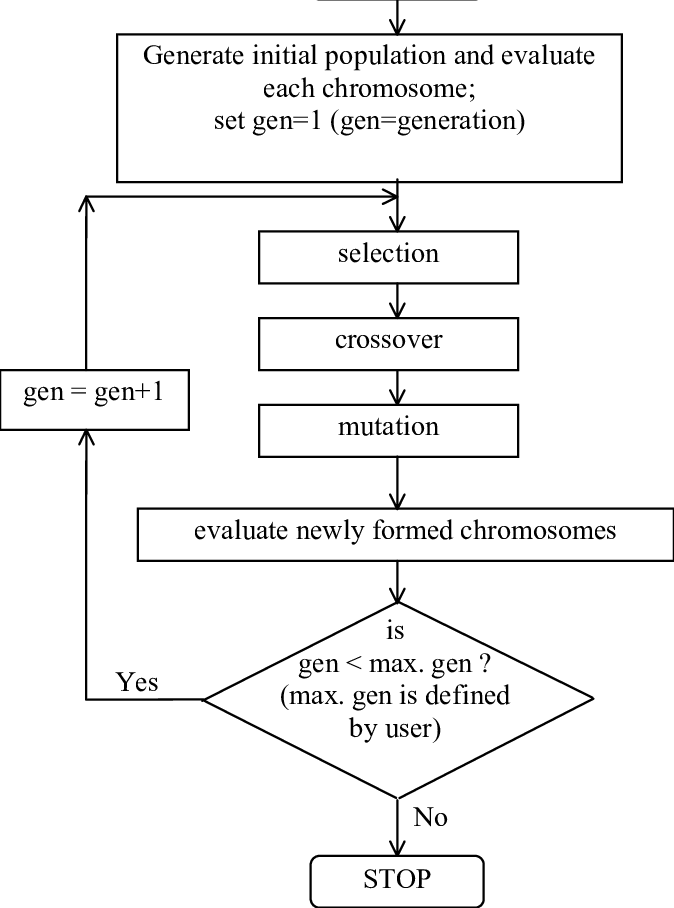 Generate initial population and evaluate
each chromosome;
set gen=1 (gen=generation)
selection
crossover
gen = gen+1
mutation
evaluate newly formed chromosomes
is
gen < max. gen ?
(max. gen is defined
by user)
Yes
No
STOP